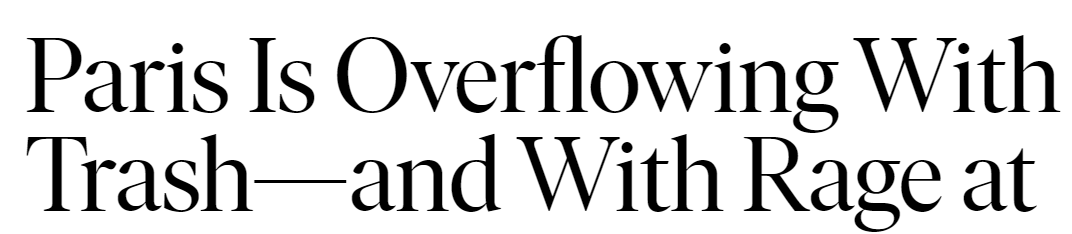 Paris Is Overflowing With
Trash—and With Rage at